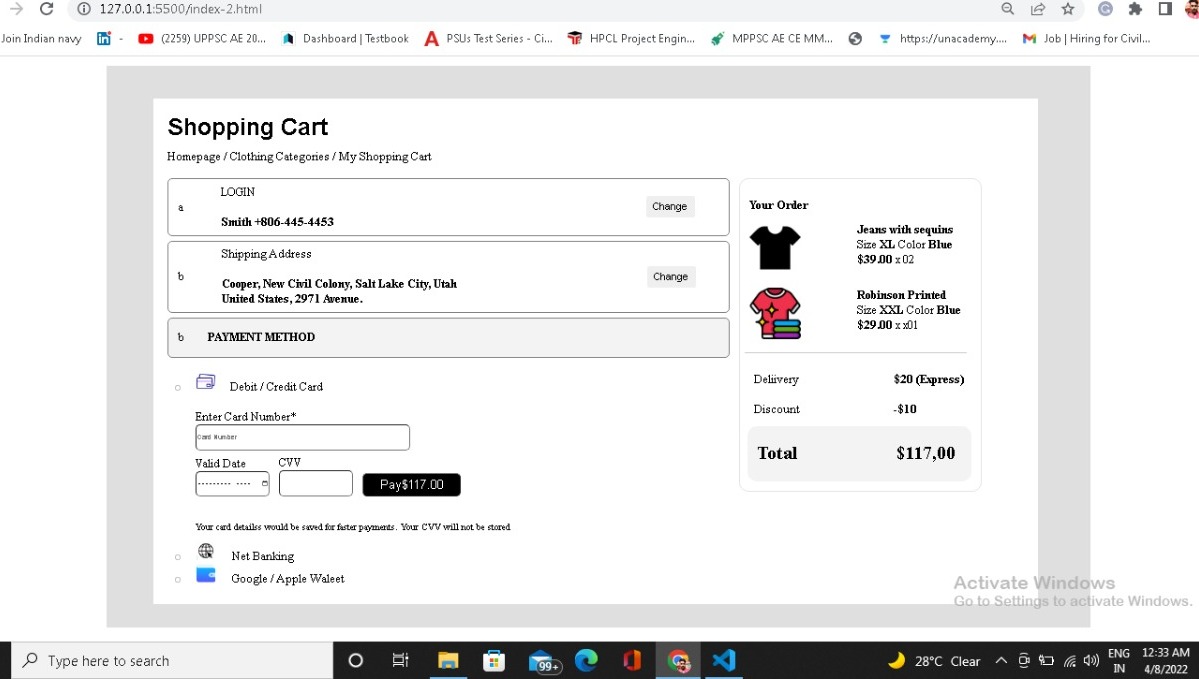 127.0.0.1:5500/index-2.html
Join Indian navy
in -
(2259) UPPSC AE 20...
Dashboard | Testbook
PSUs Test Series - Ci...
HPCL Project Engin...
MPPSC AE CE MM...
https://unacademy....
Job | Hiring for Civil...
Shopping Cart
Homepage / Clothing Categories / My Shopping Cart
a
LOGIN
Smith +806-445-4453
Change
b
Shipping Address
Cooper, New Civil Colony, Salt Lake City, Utah
United States, 2971 Avenue.
Change
b PAYMENT METHOD
Debit / Credit Card
Enter Card Number*
Card Number
Valid Date CVV
--------- ----
Pay$117.00
Your card detailss would be saved for faster payments. Your CVV will not be stored
Net Banking
Google / Apple Waleet
Your Order
Jeans with sequins
Size XL Color Blue
$39.00 x 02
Robinson Printed
Size XXL Color Blue
$29.00 x x01
Deliivery $20 (Express)
Discount -$10
Total $117,00
Activate Windows
Go to Settings to activate Windows.
Type here to search
99+
28°C Clear
ENG
IN
12:33 AM
4/8/2022